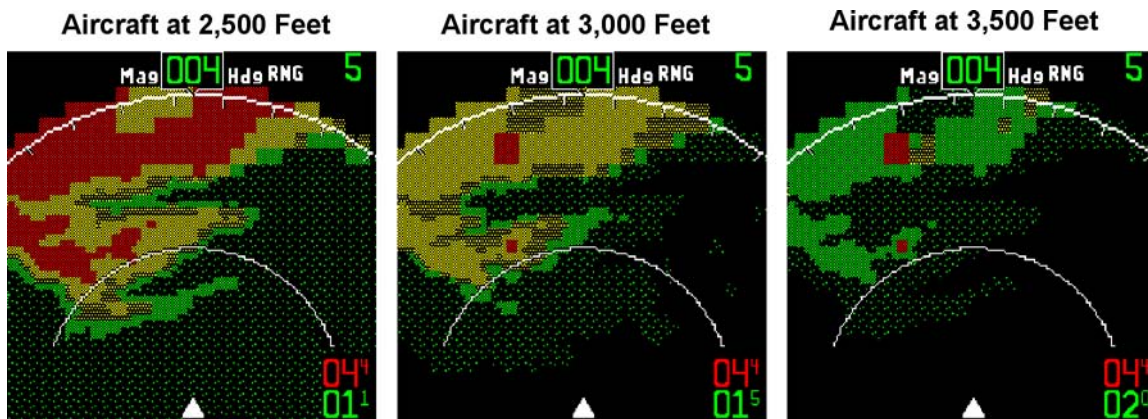 Aircraft at 2,500 Feet
Mag 004 Hdg RNG 5
04⁴
01¹
Aircraft at 3,000 Feet
Mag 004 Hdg RNG 5
04⁴
01⁵
Aircraft at 3,500 Feet
Mag 004 Hdg RNG 5
04⁴